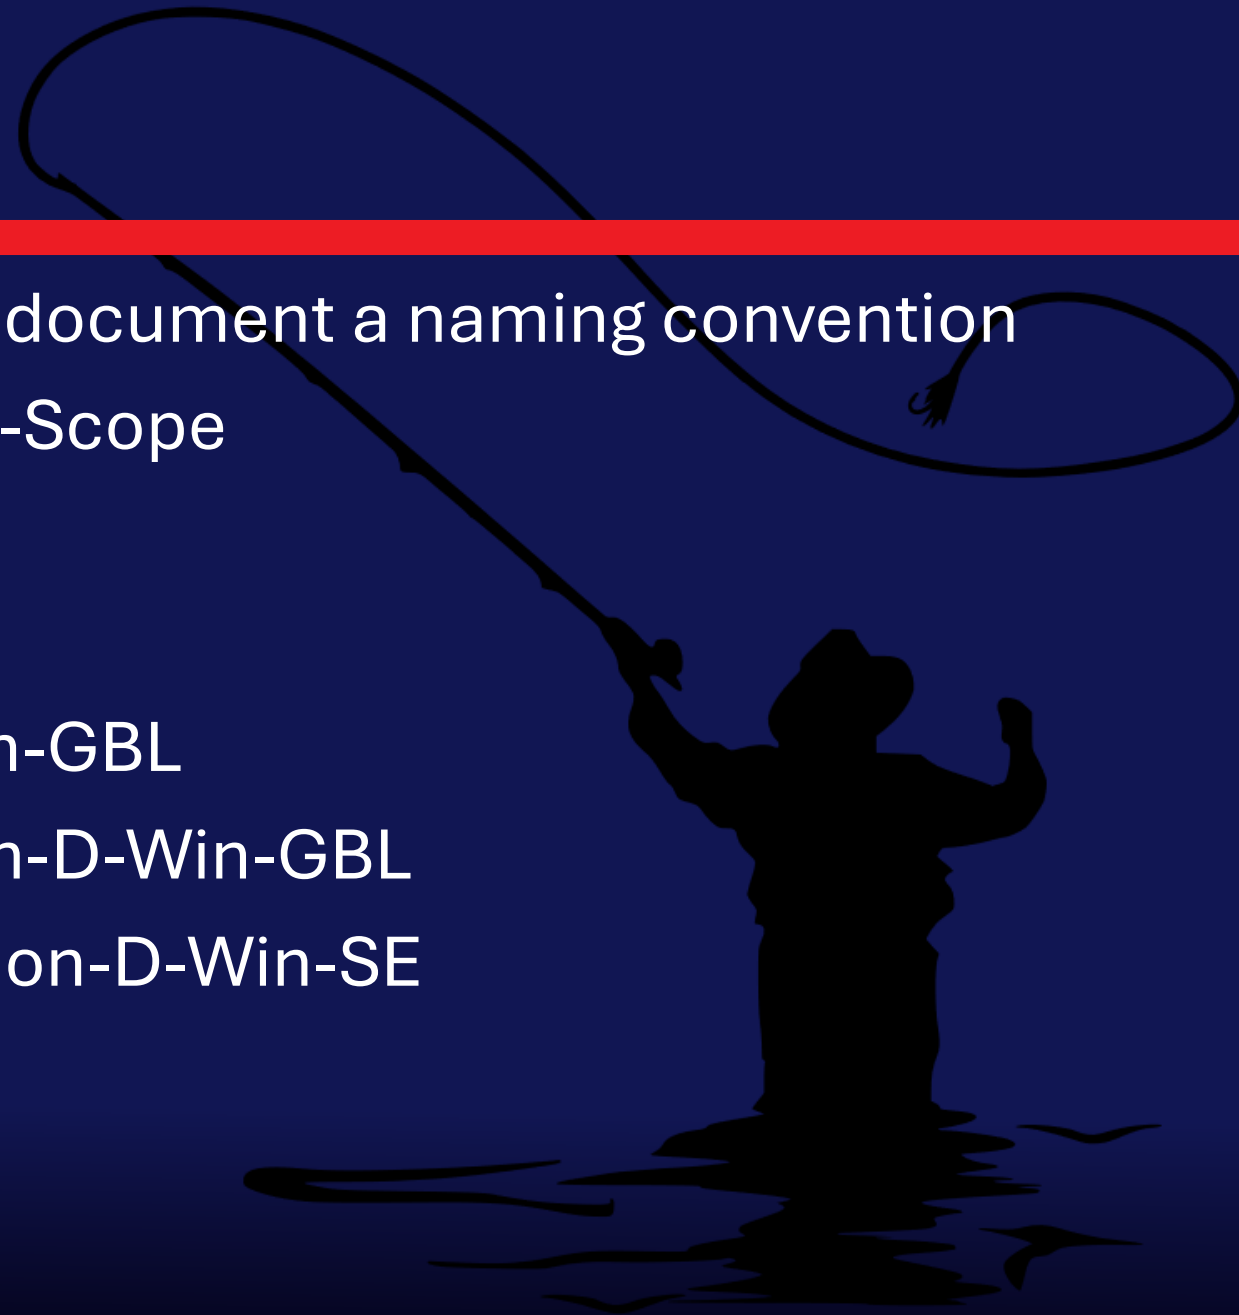 document a naming convention
-Scope
n-GBL
n-D-Win-GBL
on-D-Win-SE